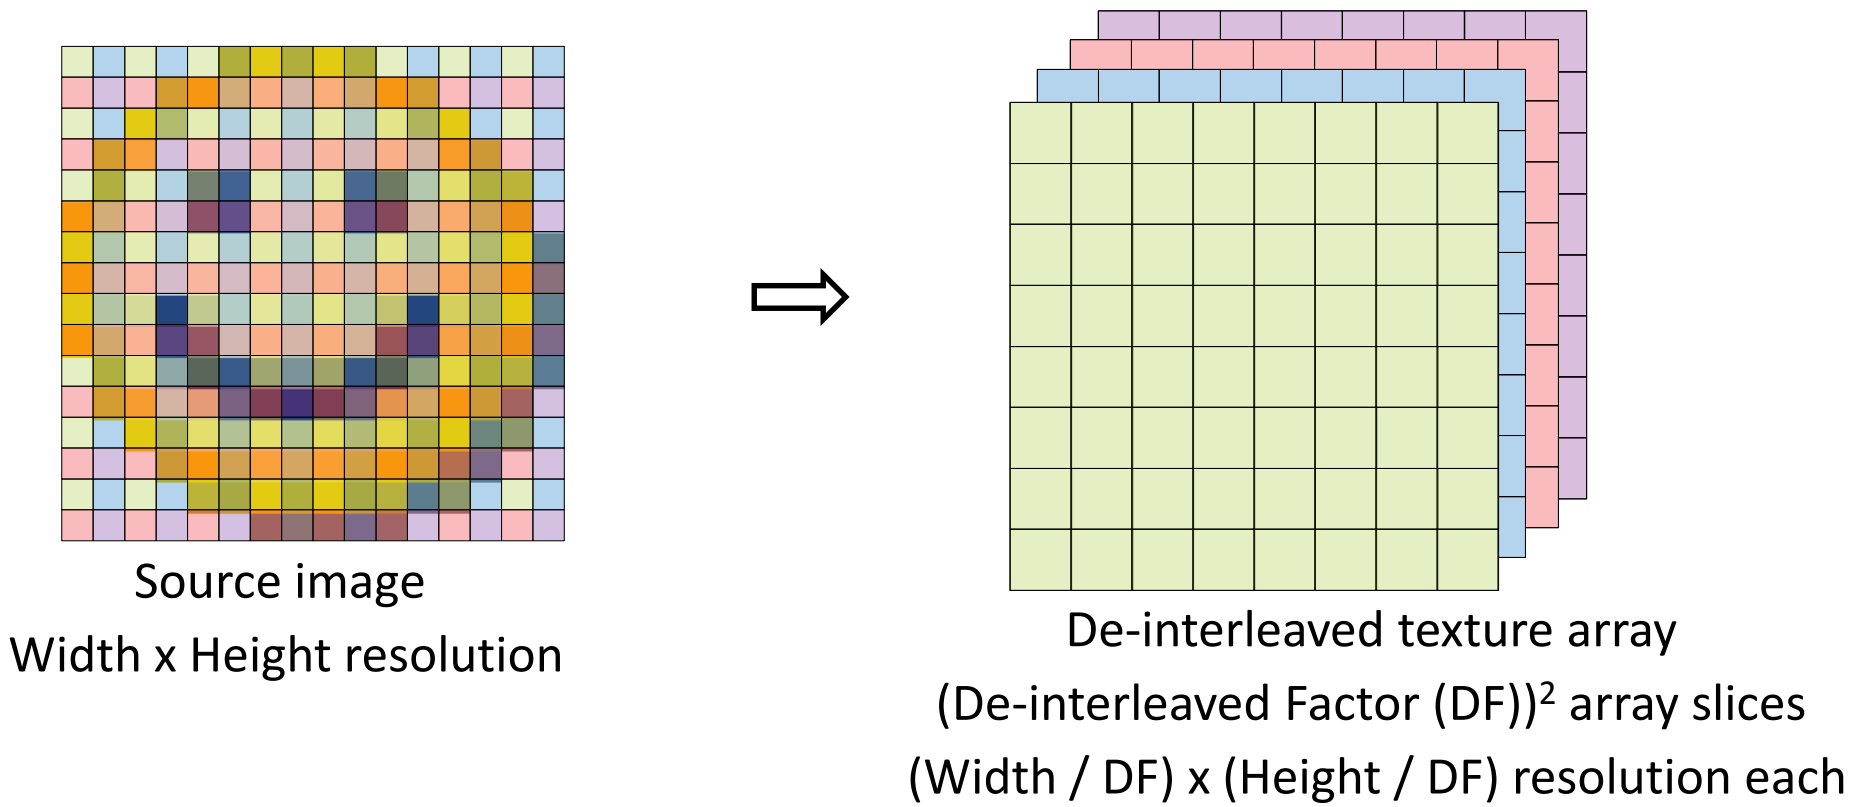 Source image
Width x Height resolution
De-interleaved texture array
(De-interleaved Factor (DF))² array slices
(Width / DF) x (Height / DF) resolution each